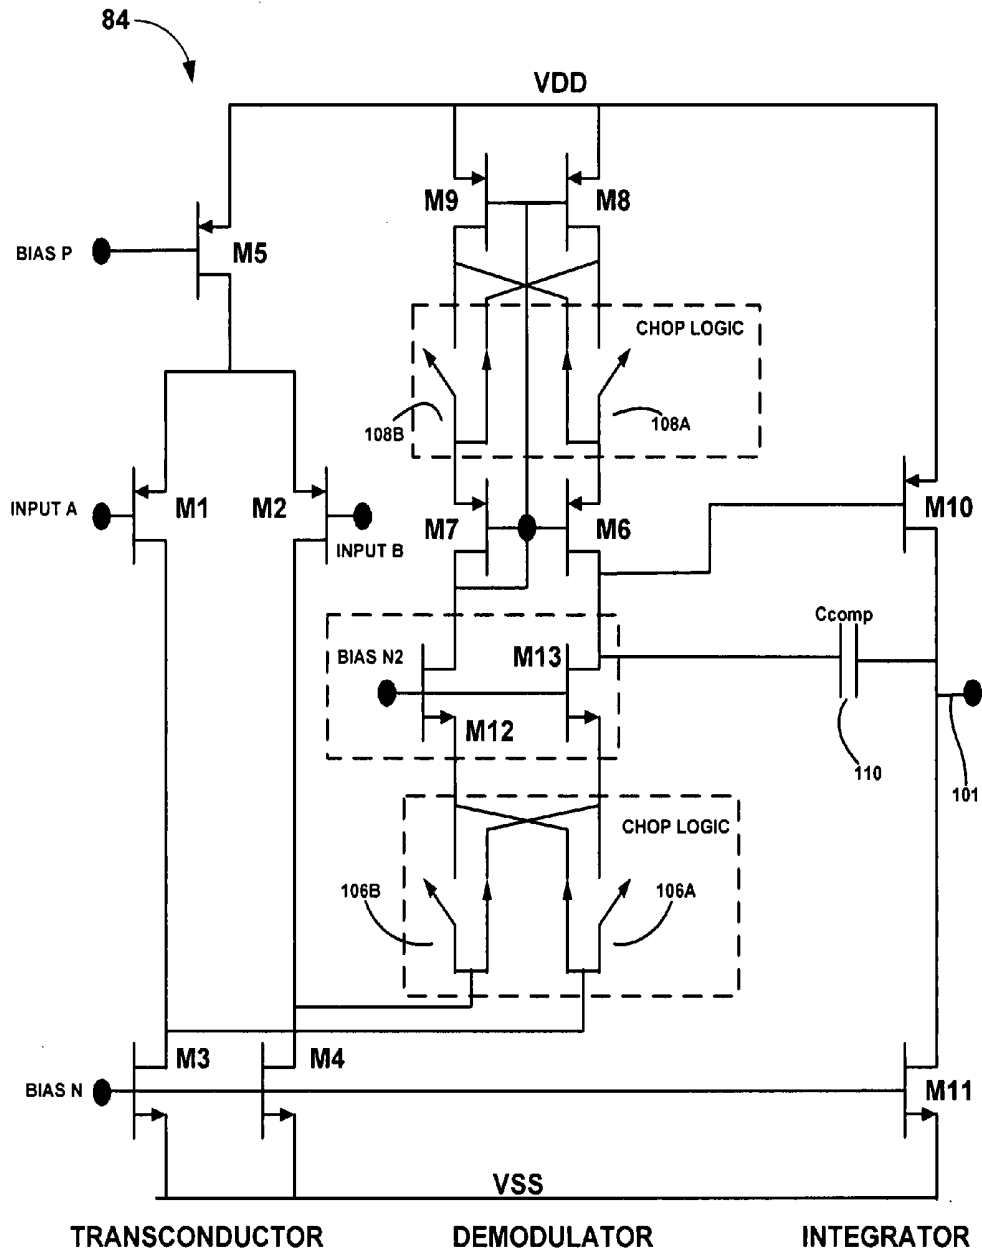 84
VDD
M9
M8
BIAS P
M5
CHOP LOGIC
108B
108A
INPUT A
M1
M2
INPUT B
M7
M6
M10
Ccomp
BIAS N2
M13
M12
110
101
CHOP LOGIC
106B
106A
M3
M4
BIAS N
M11
VSS
TRANSCONDUCTOR
DEMODULATOR
INTEGRATOR